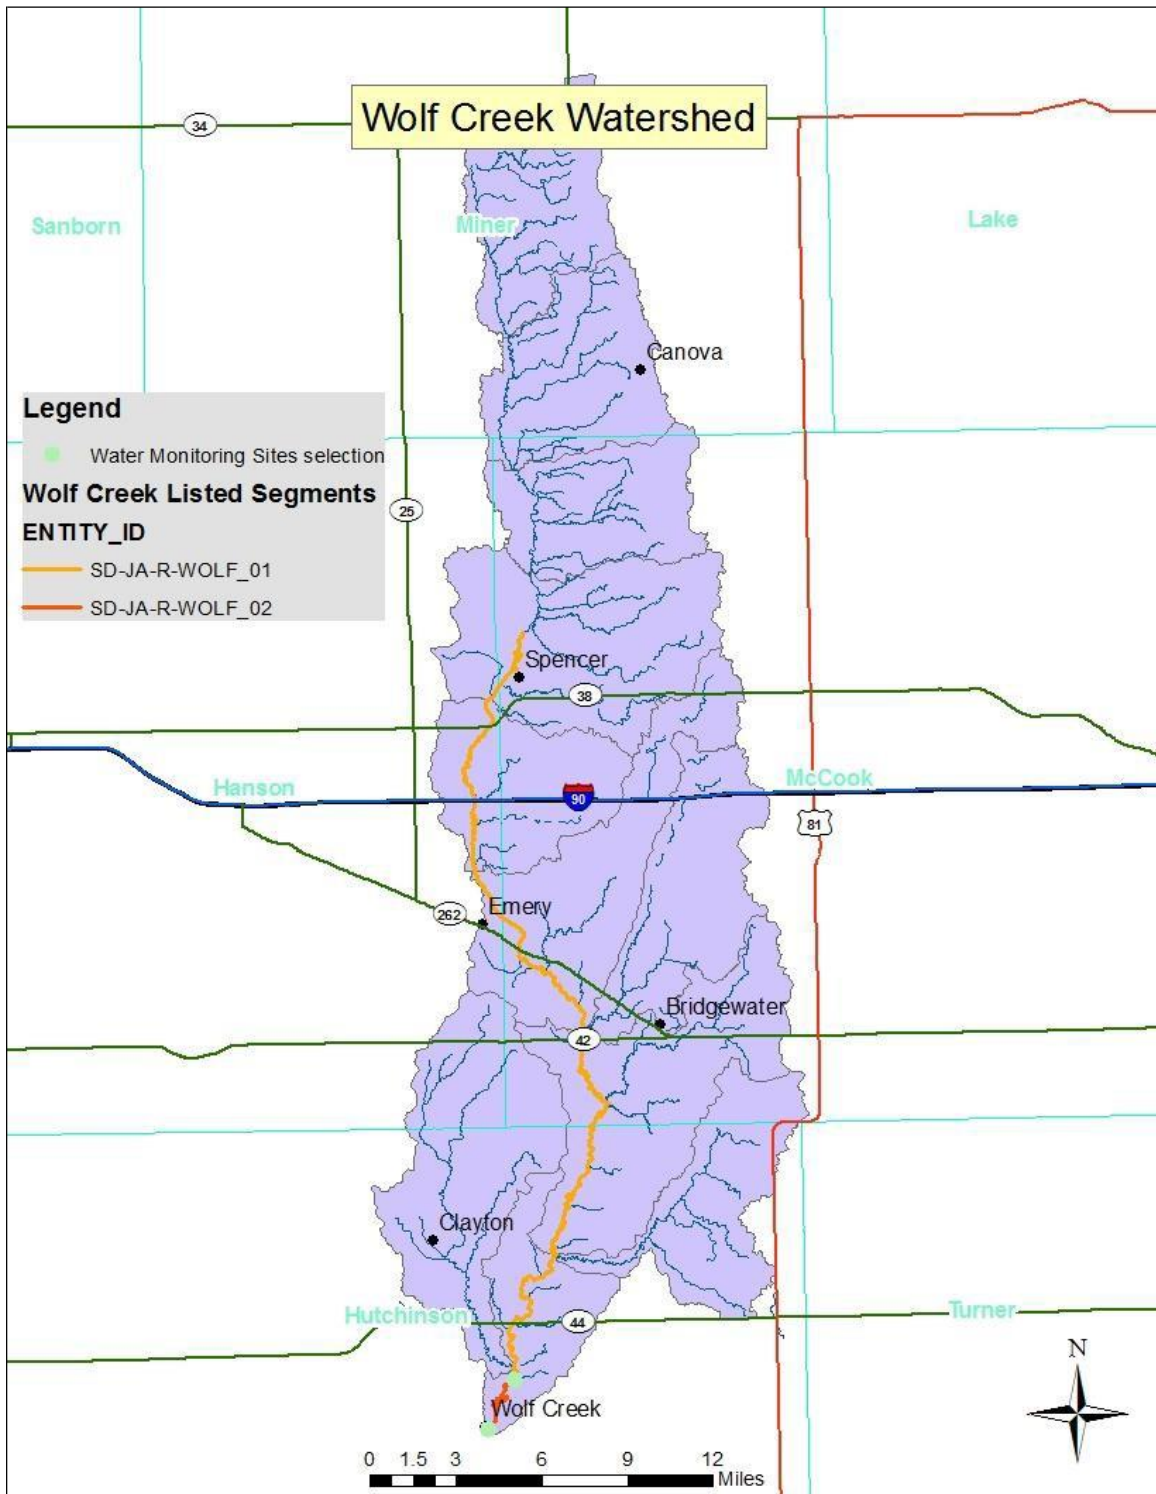 Wolf Creek Watershed
34
Sanborn
Miner
Lake
Canova
Legend
Water Monitoring Sites selection
Wolf Creek Listed Segments
ENTITY_ID
SD-JA-R-WOLF_01
SD-JA-R-WOLF_02
25
Spencer
38
Hanson
McCook
90
81
Emery
262
Bridgewater
42
Clayton
Hutchinson
44
Turner
N
Wolf Creek
0 1.5 3 6 9 12
Miles